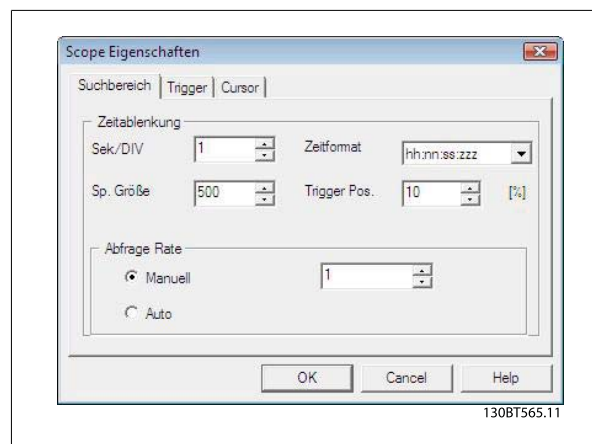 Scope Eigenschaften
Suchbereich Trigger Cursor
Zeitablenkung
Sek/DIV 1 Zeitformat hh:nn:ss:zzz
Sp. Größe 500 Trigger Pos. 10 [%]
Abfrage Rate
Manuell 1
Auto
OK Cancel Help
130BT565.11